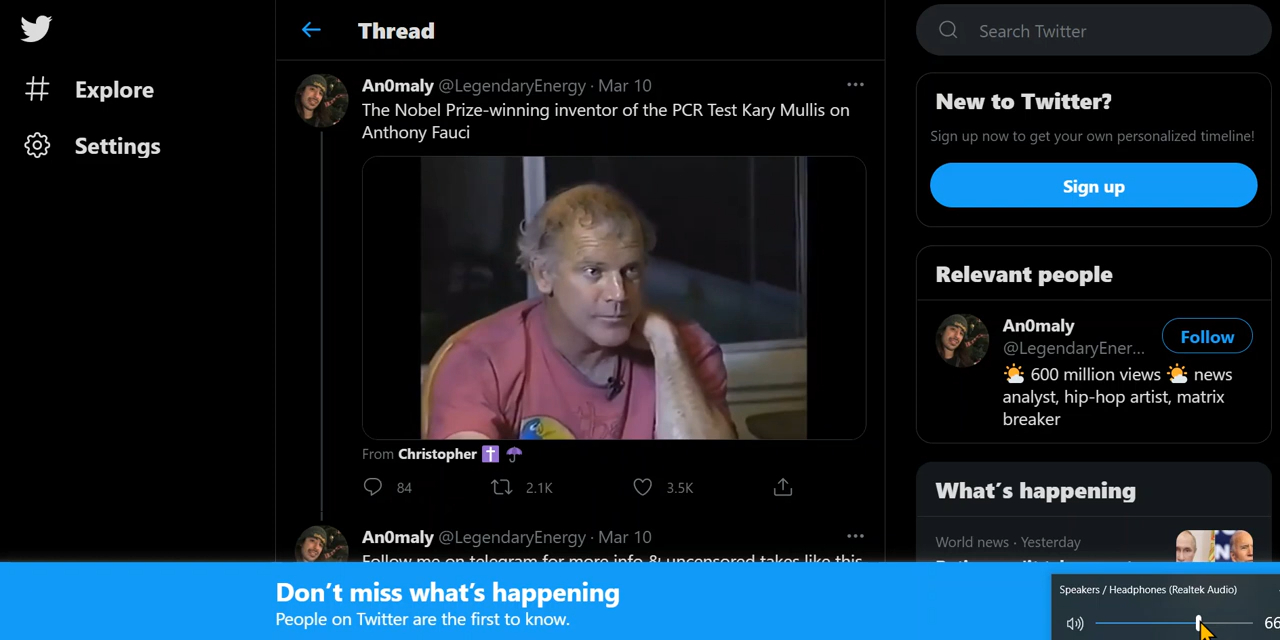 Explore
Settings
Thread
An0maly @LegendaryEnergy · Mar 10
The Nobel Prize-winning inventor of the PCR Test Kary Mullis on
Anthony Fauci
From Christopher
84
2.1K
3.5K
An0maly @LegendaryEnergy · Mar 10
Follow me on telegram for more info & uncensored takes like this
Search Twitter
New to Twitter?
Sign up now to get your own personalized timeline!
Sign up
Relevant people
An0maly
@LegendaryEner...
Follow
600 million views news
analyst, hip-hop artist, matrix
breaker
What's happening
World news · Yesterday
Don't miss what's happening
People on Twitter are the first to know.
Speakers / Headphones (Realtek Audio)
66